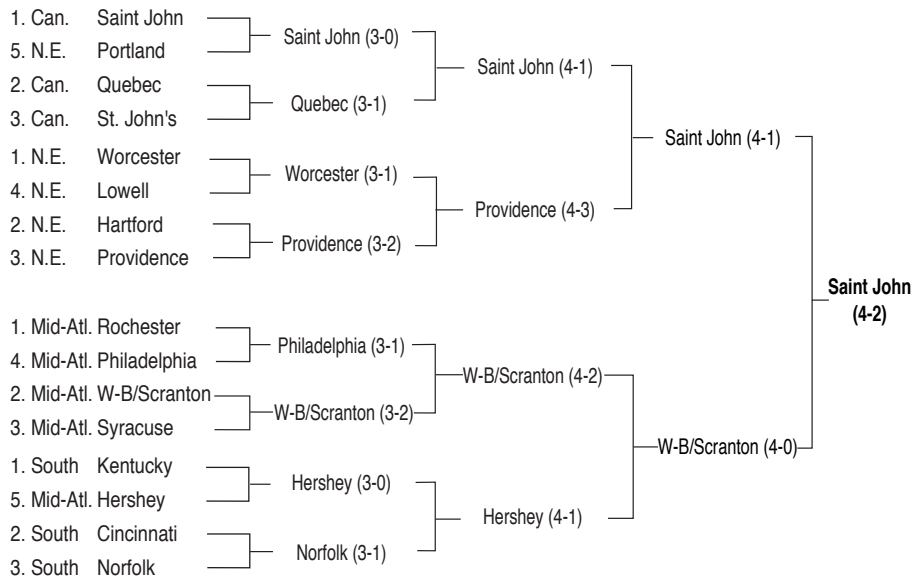 1. Can. Saint John
5. N.E. Portland
Saint John (3-0)
2. Can. Quebec
3. Can. St. John's
Quebec (3-1)
Saint John (4-1)
1. N.E. Worcester
4. N.E. Lowell
Worcester (3-1)
2. N.E. Hartford
3. N.E. Providence
Providence (3-2)
Providence (4-3)
Saint John (4-1)
1. Mid-Atl. Rochester
4. Mid-Atl. Philadelphia
Philadelphia (3-1)
2. Mid-Atl. W-B/Scranton
3. Mid-Atl. Syracuse
W-B/Scranton (3-2)
W-B/Scranton (4-2)
1. South Kentucky
5. Mid-Atl. Hershey
Hershey (3-0)
2. South Cincinnati
3. South Norfolk
Norfolk (3-1)
Hershey (4-1)
W-B/Scranton (4-0)
Saint John
(4-2)